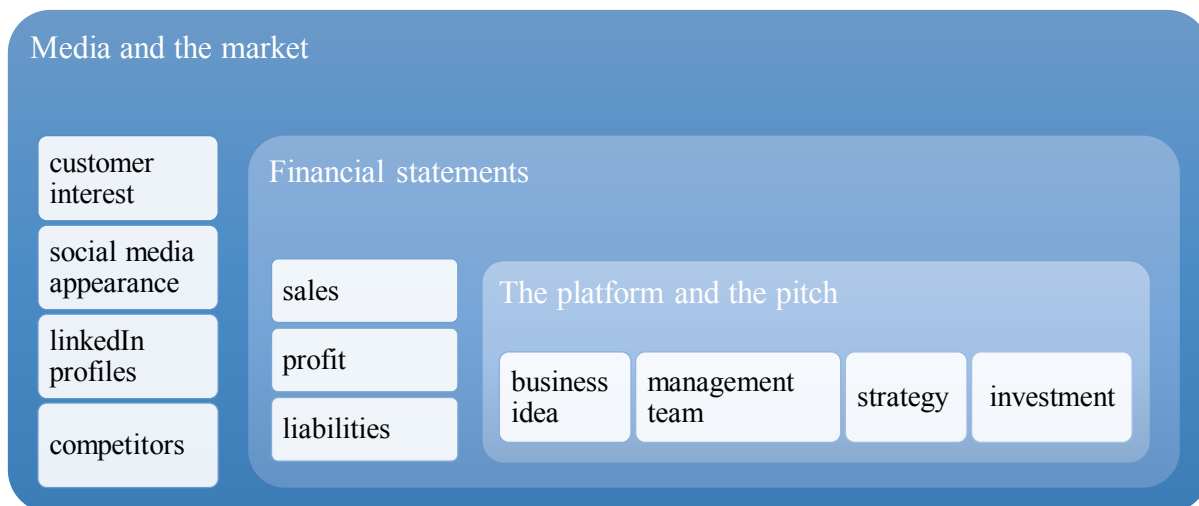 Media and the market
customer
interest
social media
appearance
linkedIn
profiles
competitors
Financial statements
sales
profit
liabilities
The platform and the pitch
business
idea
management
team
strategy
investment